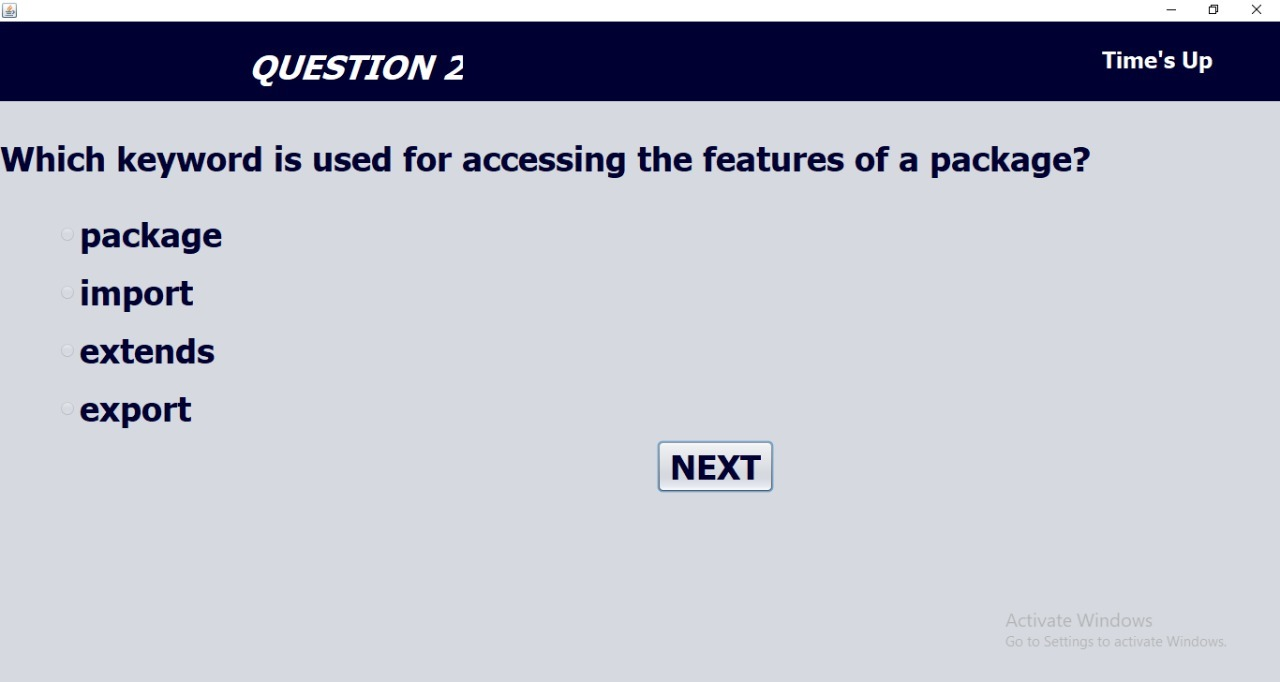 QUESTION 2
Time's Up
Which keyword is used for accessing the features of a package?
package
import
extends
export
NEXT
Activate Windows
Go to Settings to activate Windows.